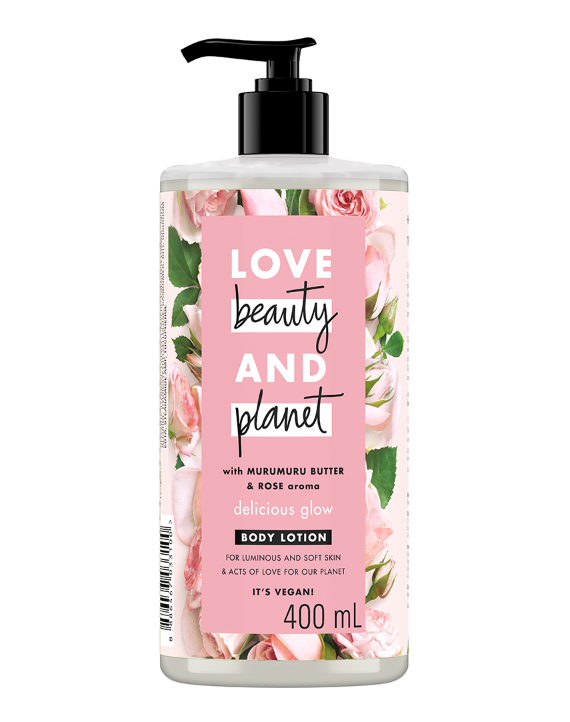 LOVE
beauty
AND
planet
with MURUMURU BUTTER
& ROSE aroma
delicious glow
BODY LOTION
FOR LUMINOUS AND SOFT SKIN
& ACTS OF LOVE FOR OUR PLANET
IT'S VEGAN!
400 mL